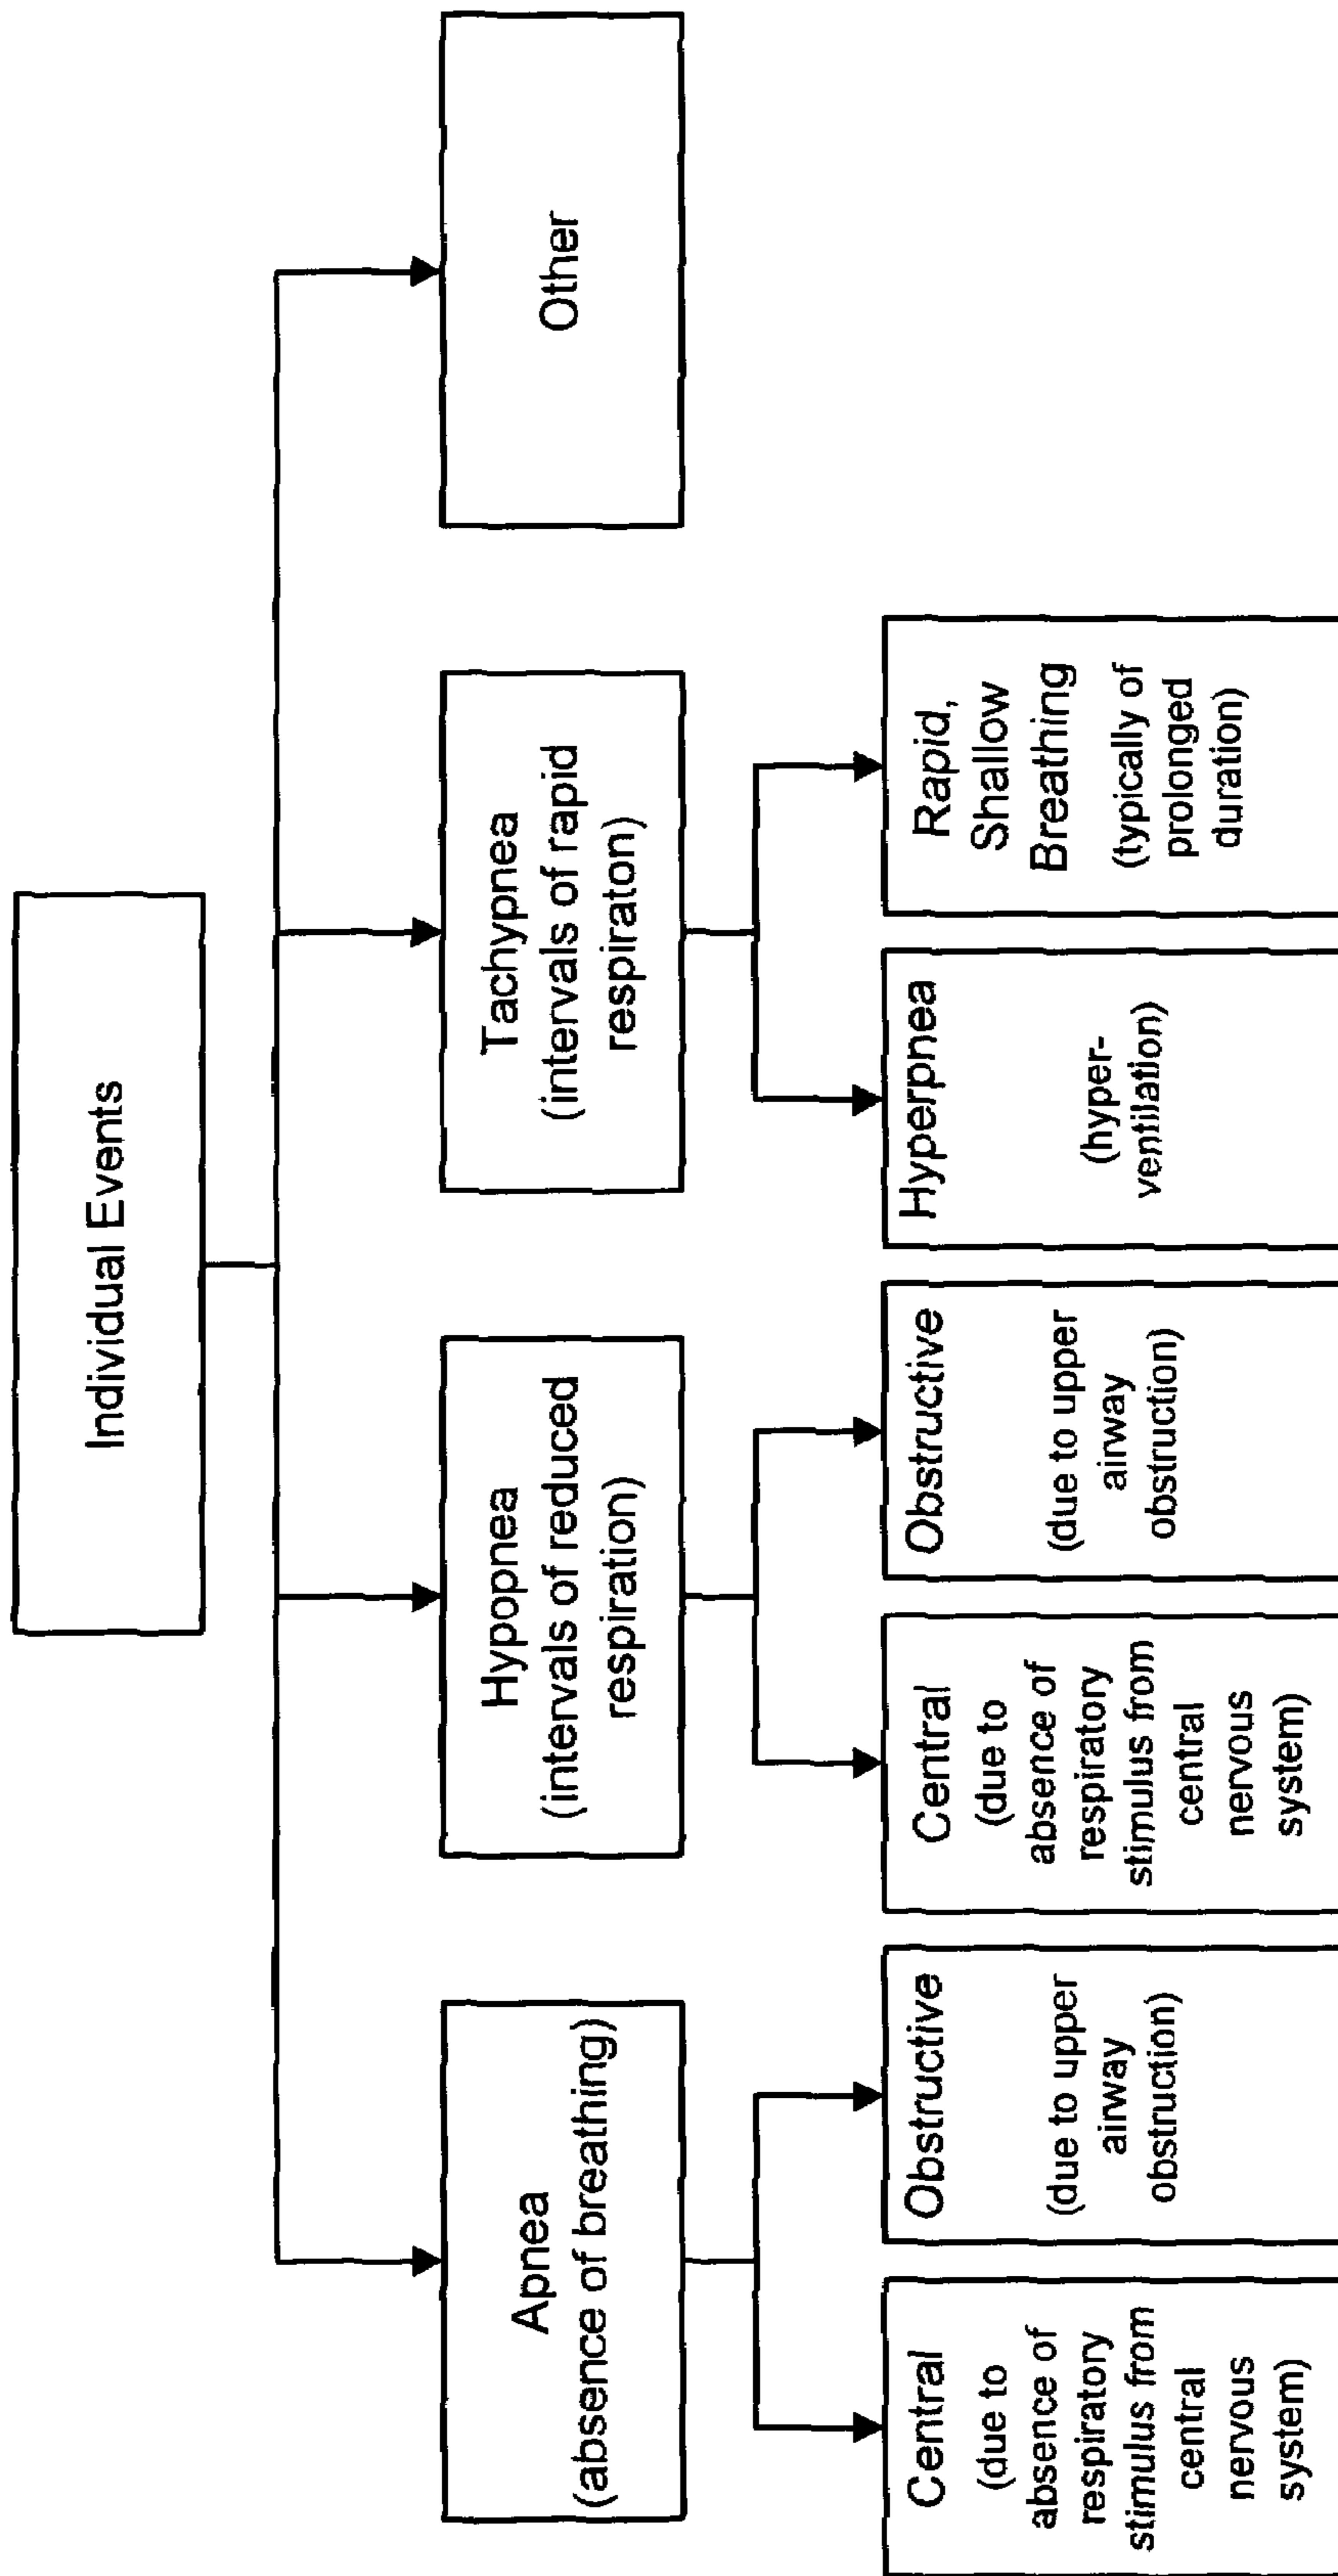 Individual Events
Apnea
(absence of breathing)
Hypopnea
(intervals of reduced
respiration)
Tachypnea
(intervals of rapid
respiraton)
Other
Central
(due to
absence of
respiratory
stimulus from
central
nervous
system)
Obstructive
(due to upper
airway
obstruction)
Central
(due to
absence of
respiratory
stimulus from
central
nervous
system)
Obstructive
(due to upper
airway
obstruction)
Hyperpnea
(hyper-
ventilation)
Rapid,
Shallow
Breathing
(typically of
prolonged
duration)